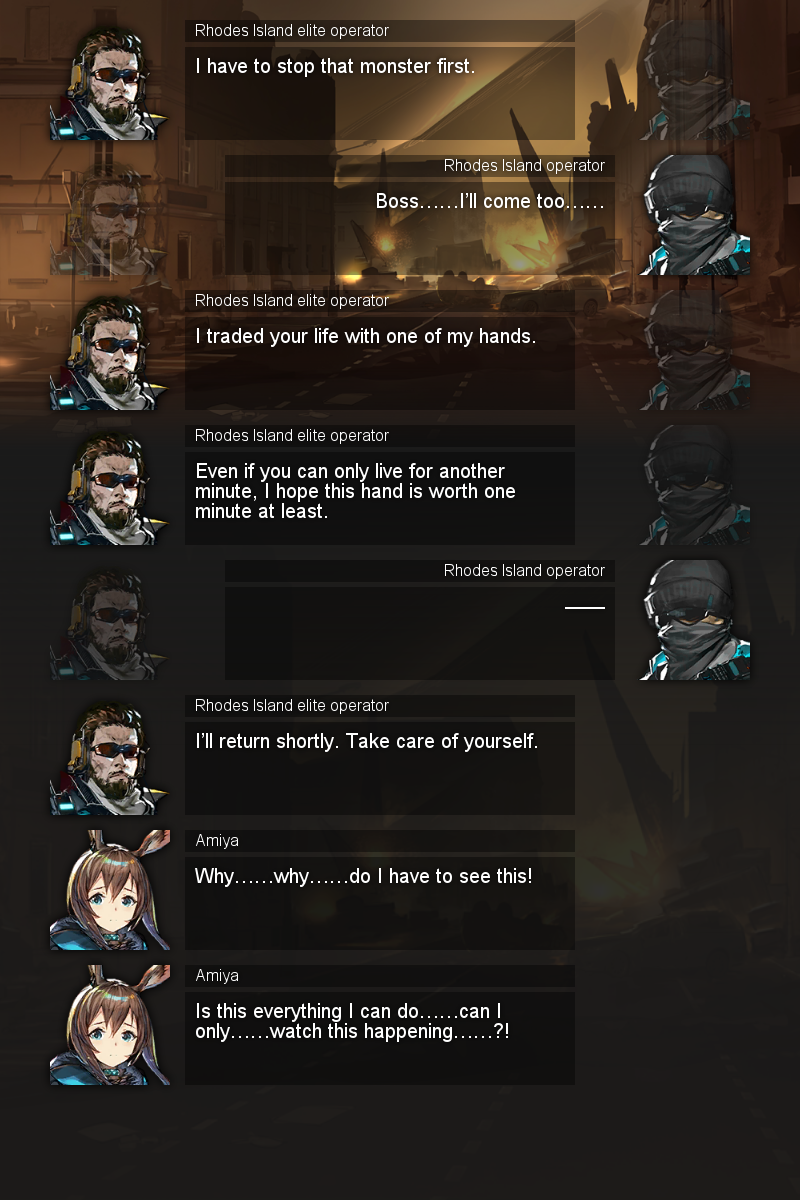 Rhodes Island elite operator
I have to stop that monster first.
Rhodes Island operator
Boss……I'll come too……
Rhodes Island elite operator
I traded your life with one of my hands.
Rhodes Island elite operator
Even if you can only live for another
minute, I hope this hand is worth one
minute at least.
Rhodes Island operator
——
Rhodes Island elite operator
I'll return shortly. Take care of yourself.
Amiya
Why……why……do I have to see this!
Amiya
Is this everything I can do……can I
only……watch this happening……?!